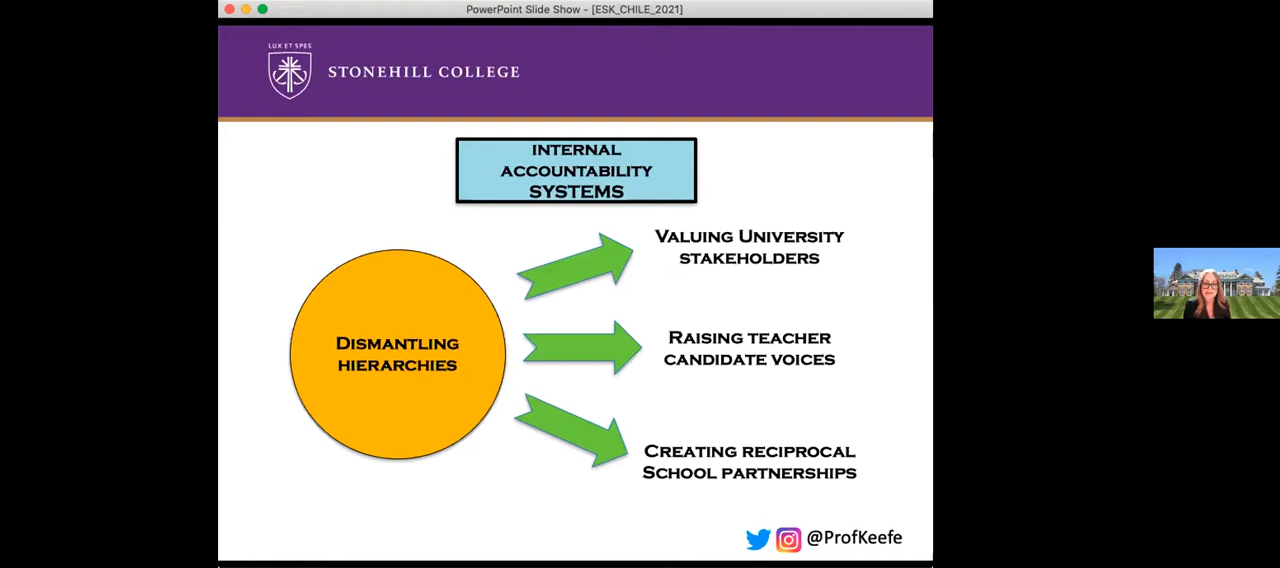 PowerPoint Slide Show - [ESK_CHILE_2021]
LUX ET SPES
STONEHILL COLLEGE
INTERNAL
ACCOUNTABILITY
SYSTEMS
VALUING UNIVERSITY
STAKEHOLDERS
DISMANTLING
HIERARCHIES
RAISING TEACHER
CANDIDATE VOICES
CREATING RECIPROCAL
SCHOOL PARTNERSHIPS
@ProfKeefe